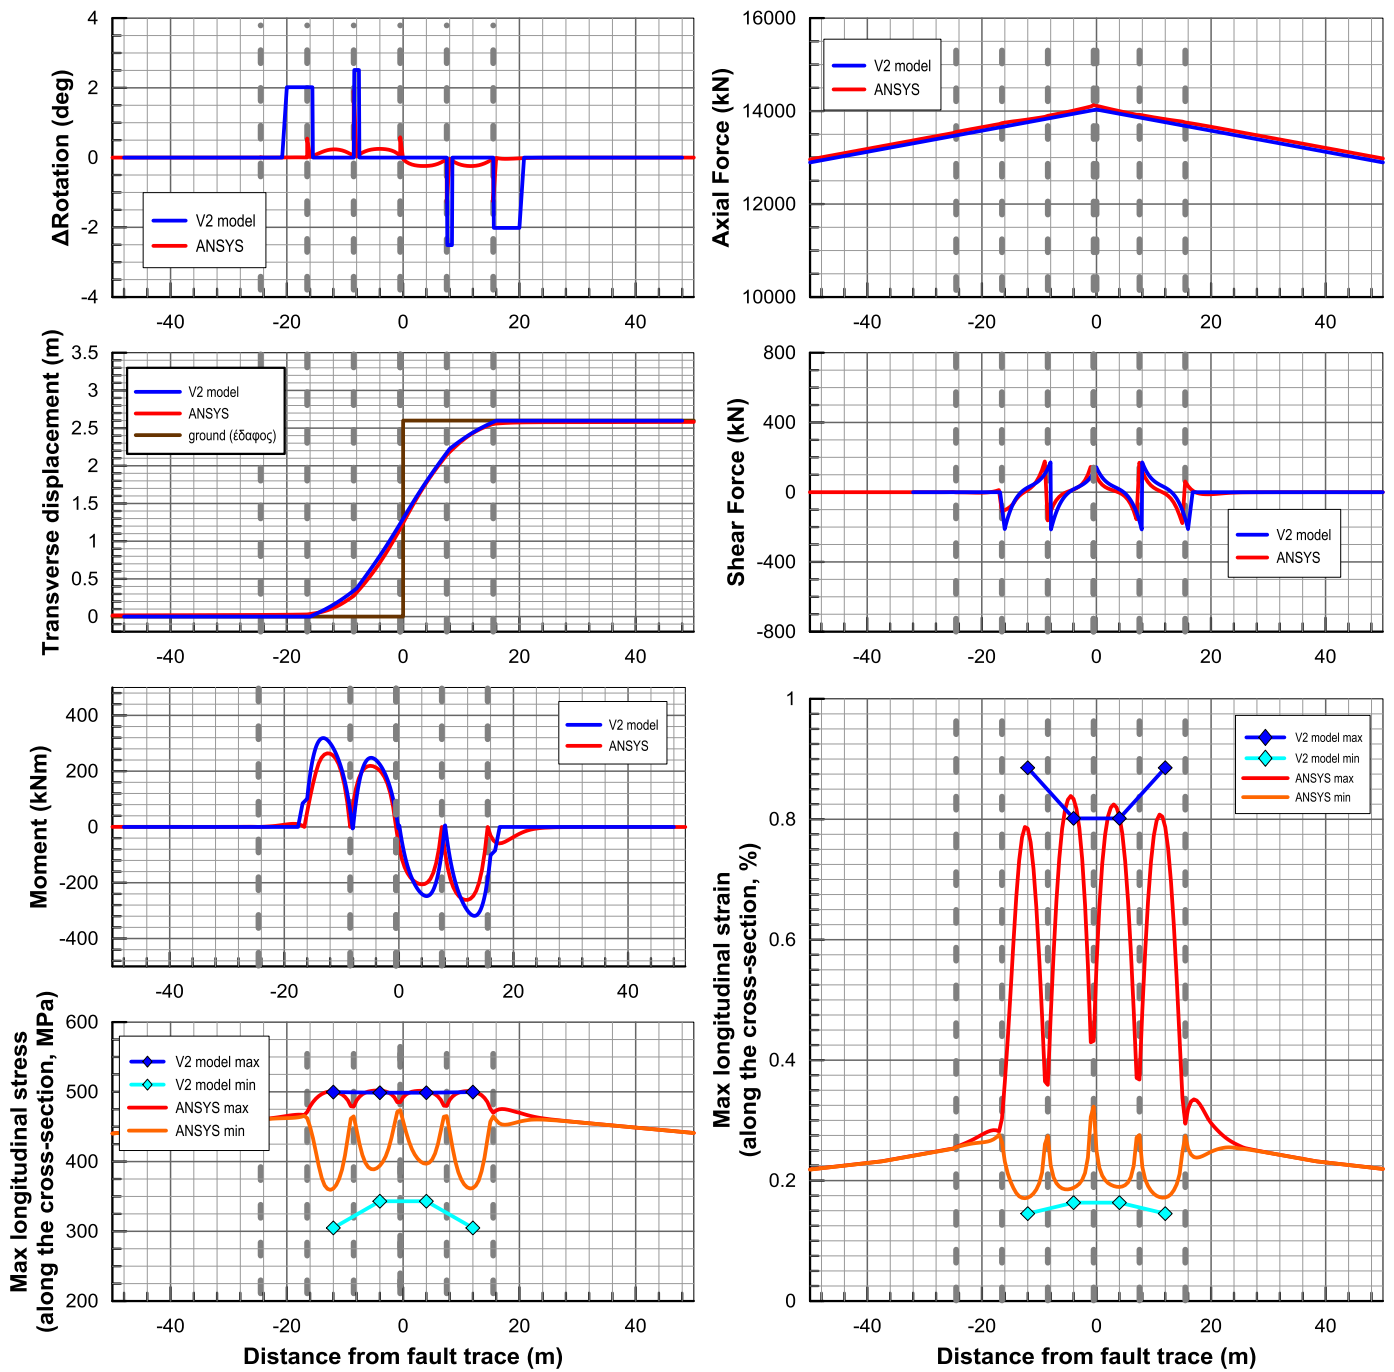 ΔRotation (deg)
4
2
0
-2
-4
V2 model
ANSYS
-40 -20 0 20 40
Axial Force (kN)
16000
14000
12000
10000
V2 model
ANSYS
-40 -20 0 20 40
Transverse displacement (m)
3.5
3
2.5
2
1.5
1
0.5
0
V2 model
ANSYS
ground (έδαφος)
-40 -20 0 20 40
Shear Force (kN)
800
400
0
-400
-800
V2 model
ANSYS
-40 -20 0 20 40
Moment (kNm)
400
200
0
-200
-400
V2 model
ANSYS
-40 -20 0 20 40
Max longitudinal stress
(along the cross-section, MPa)
600
500
400
300
200
V2 model max
V2 model min
ANSYS max
ANSYS min
-40 -20 0 20 40
Distance from fault trace (m)
Max longitudinal strain
(along the cross-section, %)
1
0.8
0.6
0.4
0.2
0
V2 model max
V2 model min
ANSYS max
ANSYS min
-40 -20 0 20 40
Distance from fault trace (m)